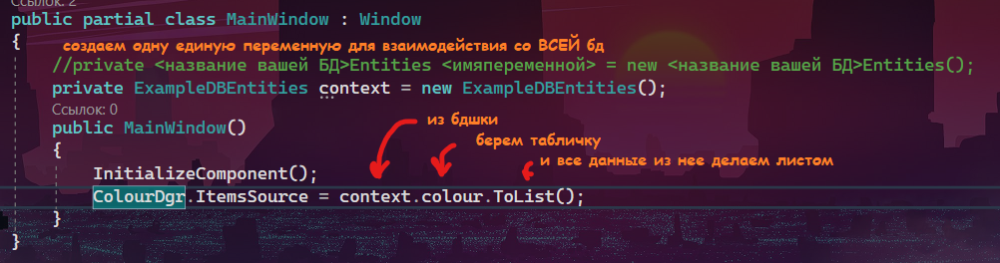 Ссылок: 2
public partial class MainWindow : Window
{
создаем одну единую переменную для взаимодействия со ВСЕЙ бд
//private <название вашей БД>Entities <имяпеременной> = new <название вашей БД>Entities();
private ExampleDBEntities context = new ExampleDBEntities();
Ссылок: 0
public MainWindow()
из бдшки
берем табличку
{
и все данные из нее делаем листом
InitializeComponent();
ColourDgr.ItemsSource = context.colour.ToList();
}
}